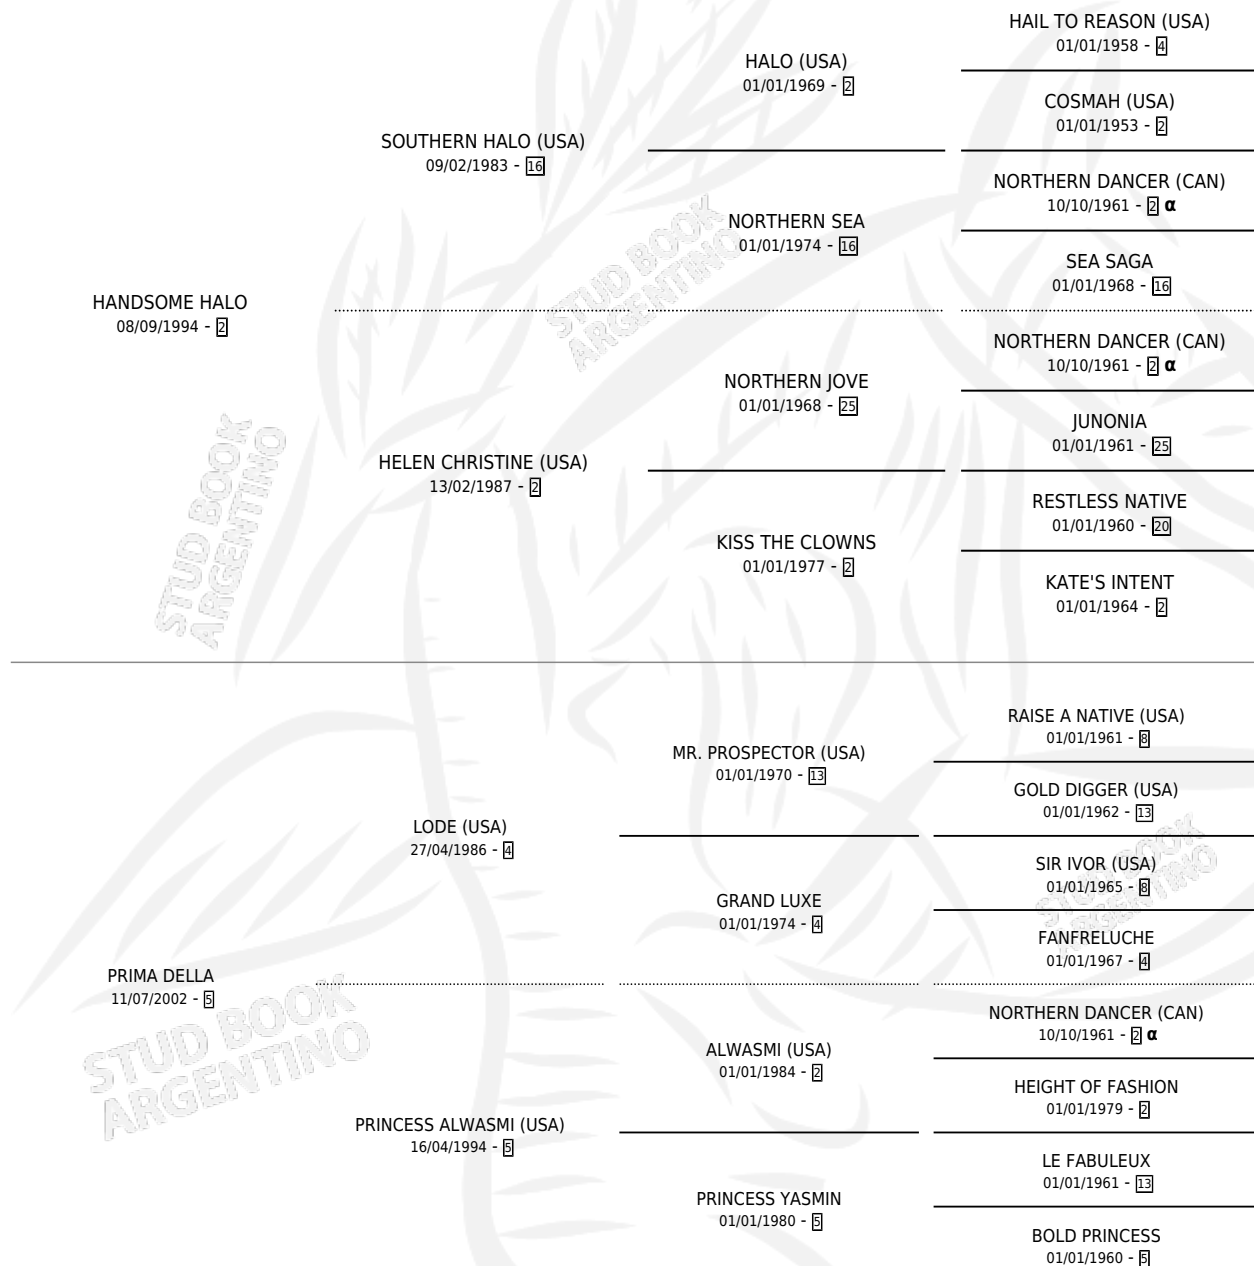 HAIL TO REASON (USA)
01/01/1958 - 4
HALO (USA)
01/01/1969 - 2
COSMAH (USA)
01/01/1953 - 2
SOUTHERN HALO (USA)
09/02/1983 - 16
NORTHERN DANCER (CAN)
10/10/1961 - 2 α
NORTHERN SEA
01/01/1974 - 16
SEA SAGA
01/01/1968 - 16
HANDSOME HALO
08/09/1994 - 2
STUD BOOK
ARGENTINO
NORTHERN DANCER (CAN)
10/10/1961 - 2 α
NORTHERN JOVE
01/01/1968 - 25
JUNONIA
01/01/1961 - 25
HELEN CHRISTINE (USA)
13/02/1987 - 2
RESTLESS NATIVE
01/01/1960 - 20
KISS THE CLOWNS
01/01/1977 - 2
KATE'S INTENT
01/01/1964 - 2
STUD BOOK
ARGENTINO
RAISE A NATIVE (USA)
01/01/1961 - 8
MR. PROSPECTOR (USA)
01/01/1970 - 13
GOLD DIGGER (USA)
01/01/1962 - 13
LODE (USA)
27/04/1986 - 4
SIR IVOR (USA)
01/01/1965 - 8
GRAND LUXE
01/01/1974 - 4
FANFRELUCHE
01/01/1967 - 4
STUD BOOK
ARGENTINO
PRIMA DELLA
11/07/2002 - 5
NORTHERN DANCER (CAN)
10/10/1961 - 2 α
ALWASMI (USA)
01/01/1984 - 2
HEIGHT OF FASHION
01/01/1979 - 2
PRINCESS ALWASMI (USA)
16/04/1994 - 5
LE FABULEUX
01/01/1961 - 13
PRINCESS YASMIN
01/01/1980 - 5
BOLD PRINCESS
01/01/1960 - 5
STUD BOOK
ARGENTINO